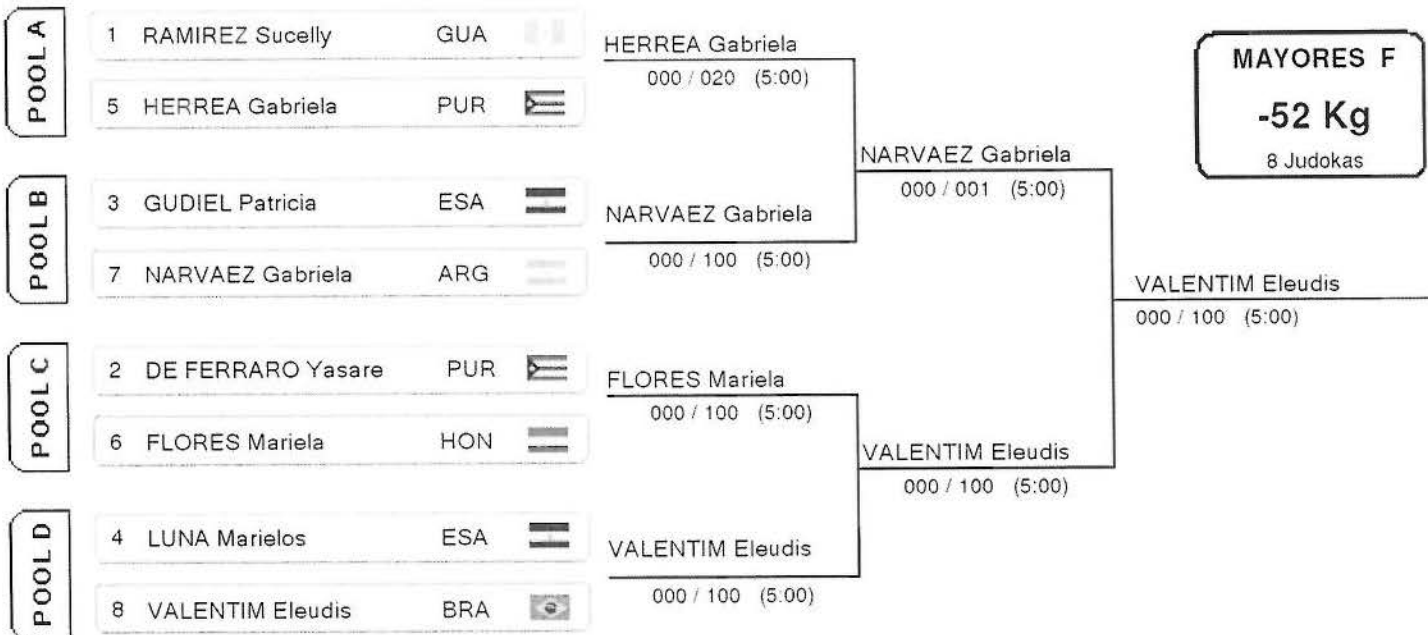 POOL A
1 RAMIREZ Sucelly GUA
5 HERREA Gabriela PUR
POOL B
3 GUDIEL Patricia ESA
7 NARVAEZ Gabriela ARG
POOL C
2 DE FERRARO Yasare PUR
6 FLORES Mariela HON
POOL D
4 LUNA Marielos ESA
8 VALENTIM Eleudis BRA
HERREA Gabriela
000 / 020 (5:00)
NARVAEZ Gabriela
000 / 100 (5:00)
FLORES Mariela
000 / 100 (5:00)
VALENTIM Eleudis
000 / 100 (5:00)
NARVAEZ Gabriela
000 / 001 (5:00)
VALENTIM Eleudis
000 / 100 (5:00)
VALENTIM Eleudis
000 / 100 (5:00)
MAYORES F
-52 Kg
8 Judokas